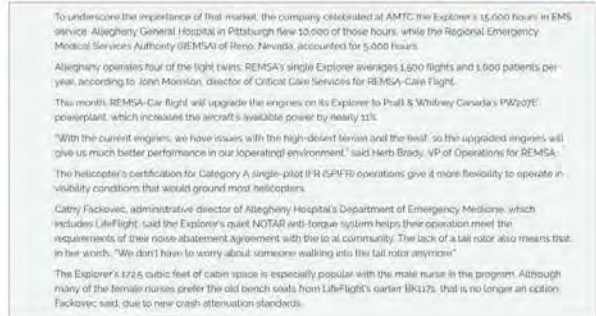 To underscore the importance of that market, the company celebrated at AMTC the Explorer's 15,000 hours in EMS
service. Allegheny General Hospital in Pittsburgh flew 10,000 of those hours, while the Regional Emergency
Medical Services Authority (REMSA) of Reno, Nevada, accounted for 5,000 hours.
Allegheny operates four of the light twins; REMSA's single Explorer averages 1,600 flights and 1,000 patients per
year, according to John Morrison, director of Critical Care Services for REMSA-Care Flight.
This month, REMSA-Car flight will upgrade the engines on its Explorer to Pratt & Whitney Canada's PW207E
powerplant, which increases the aircraft's available power by nearly 11%.
"With the current engines, we have issues with the high-desert terrain and the heat, so the upgraded engines will
give us much better performance in our [operating] environment," said Herb Brady, VP of Operations for REMSA.
The helicopter's certification for Category A single-pilot IFR (SPIFR) operations give it more flexibility to operate in
visibility conditions that would ground most helicopters.
Cathy Fackovec, administrative director of Allegheny Hospital's Department of Emergency Medicine, which
includes LifeFlight, said the Explorer's quiet NOTAR anti-torque system helps their operation meet the
requirements of their noise abatement agreement with the local community. The lack of a tail rotor also means that,
in her words, "We don't have to worry about someone walking into the tail rotor anymore"
The Explorer's 172.5 cubic feet of cabin space is especially popular with the male nurse in the program. Although
many of the female nurses prefer the old bench seats from LifeFlight's earlier BK117s, that is no longer an option,
Fackovec said, due to new crash attenuation standards.